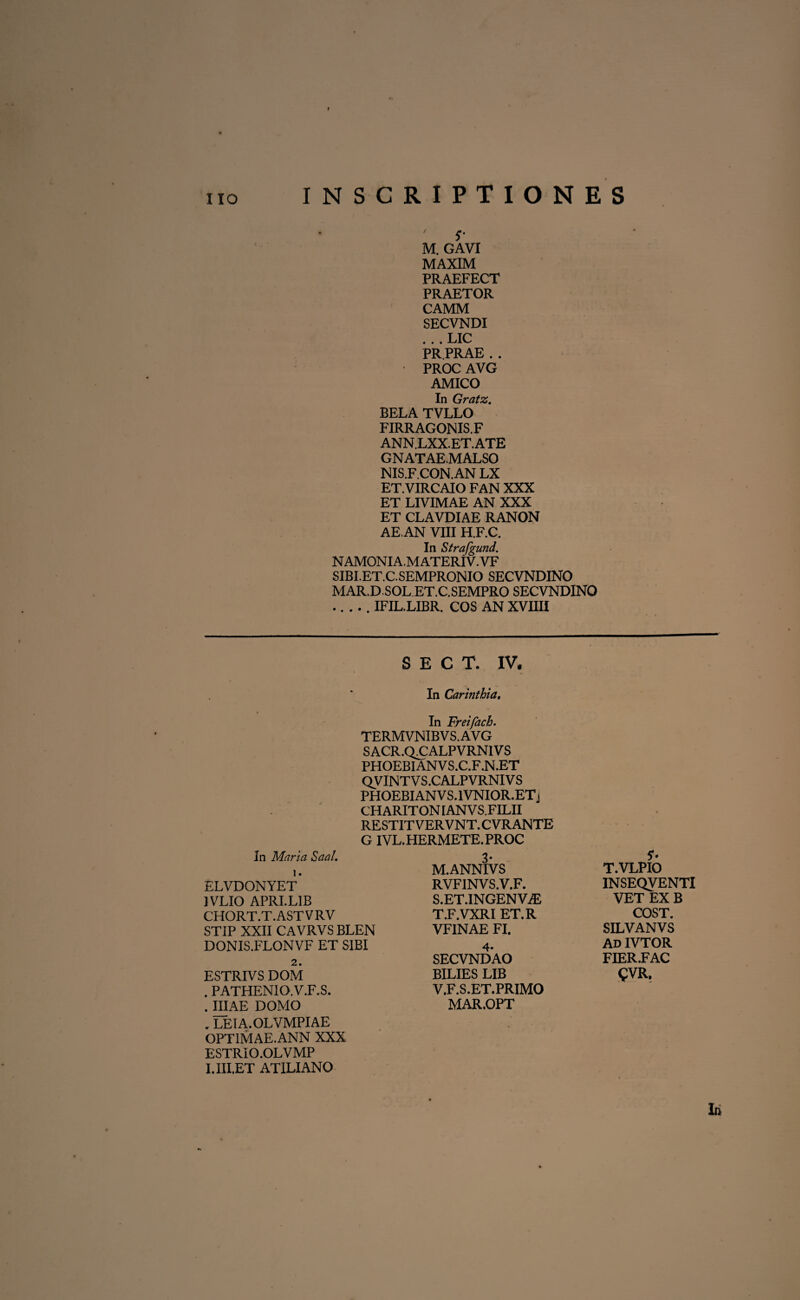 110 INSCRIPTIONES
5.
M. GAVI
MAXIM
PRAEFECT
PRAETOR
CAMM
SECVNDI
. . . LIC
PR.PRAE . .
PROC AVG
AMICO
In Gratz.
BELA TVLLO
FIRRAGONIS.F
ANN.LXX.ET.ATE
GNATAE.MALSO
NIS.F.CON.AN LX
ET.VIRCAIO FAN XXX
ET LIVIMAE AN XXX
ET CLAVDIAE RANON
AE.AN VIII H.F.C.
In Strasgund.
NAMONIA.MATERIV.VF
SIBI.ET.C.SEMPRONIO SECVNDINO
MAR.D.SOL.ET.C.SEMPRO SECVNDINO
. . . . . IFIL.LIBR. COS AN XVIIII
SECT. IV.
In Carinthia.
In Freisach.
TERMVNIBVS.AVG
SACR.Q.CALPVRNIVS
PHOEBIANVS.C.F.N.ET
QVINTVS.CALPVRNIVS
PHOEBIANVS.IVNIOR.ET
CHARITONIANVS.FILII
RESTITVERVNT.CVRANTE
G IVL.HERMETE.PROC
In Maria Saal.
1.
ELVDONYET
IVLIO APRI.LIB
CHORT.T.ASTVRV
STIP XXII CAVRVS BLEN
DONIS.FLONVF ET SIBI
2.
ESTRIVS DOM
. PATHENIO.V.F.S.
. IIIAE DOMO
. LEIA.OLVMPIAE
OPTIMAE.ANN XXX
ESTRIO.OLVMP
I.III.ET ATILIANO
3.
M.ANNIVS
RVFINVS.V.F.
S.ET.INGENVÆ
T.F.VXRI ET.R
VFINAE FI.
4.
SECVNDAO
BILIES LIB
V.F.S.ET.PRIMO
MAR.OPT
5.
T.VLPIO
INSEQVENTI
VET EX B
COST.
SILVANVS
AD IVTOR
FIER.FAC
ÇVR.
In